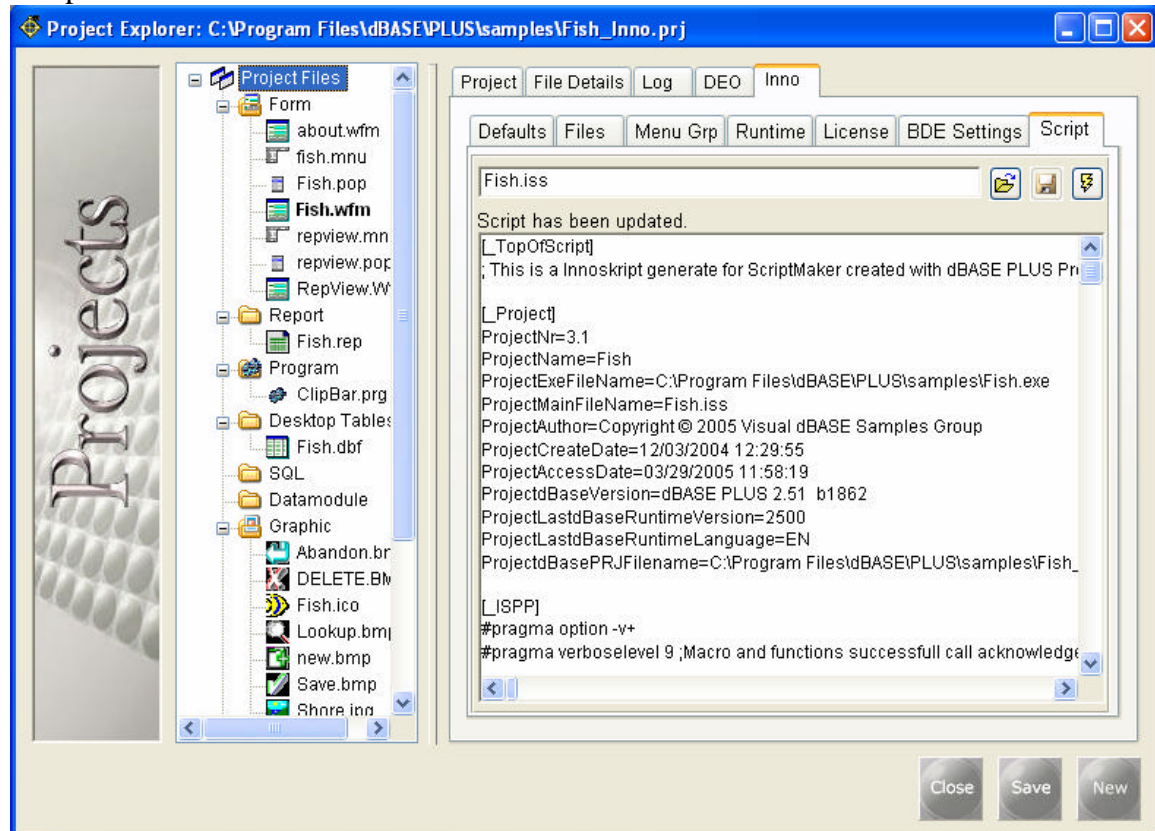 Project Explorer: C:\Program Files\dBASE\PLUS\samples\Fish_Inno.prj
Projects
Project Files
Form
about.wfm
fish.mnu
Fish.pop
Fish.wfm
repview.mn
repview.pop
RepView.W
Report
Fish.rep
Program
ClipBar.prg
Desktop Tables
Fish.dbf
SQL
Datamodule
Graphic
Abandon.br
DELETE.BM
Fish.ico
Lookup.bmp
new.bmp
Save.bmp
Shore.jpg
Project File Details Log DEO Inno
Defaults Files Menu Grp Runtime License BDE Settings Script
Fish.iss
Script has been updated.
[_TopOfScript]
; This is a Innoskript generate for ScriptMaker created with dBASE PLUS Pr
[_Project]
ProjectNr=3.1
ProjectName=Fish
ProjectExeFileName=C:\Program Files\dBASE\PLUS\samples\Fish.exe
ProjectMainFileName=Fish.iss
ProjectAuthor=Copyright © 2005 Visual dBASE Samples Group
ProjectCreateDate=12/03/2004 12:29:55
ProjectAccessDate=03/29/2005 11:58:19
ProjectdBaseVersion=dBASE PLUS 2.51 b1862
ProjectLastdBaseRuntimeVersion=2500
ProjectLastdBaseRuntimeLanguage=EN
ProjectdBasePRJFilename=C:\Program Files\dBASE\PLUS\samples\Fish_
[_ISPP]
#pragma option -v+
#pragma verboselevel 9 ;Macro and functions successfull call acknowledge
Close Save New